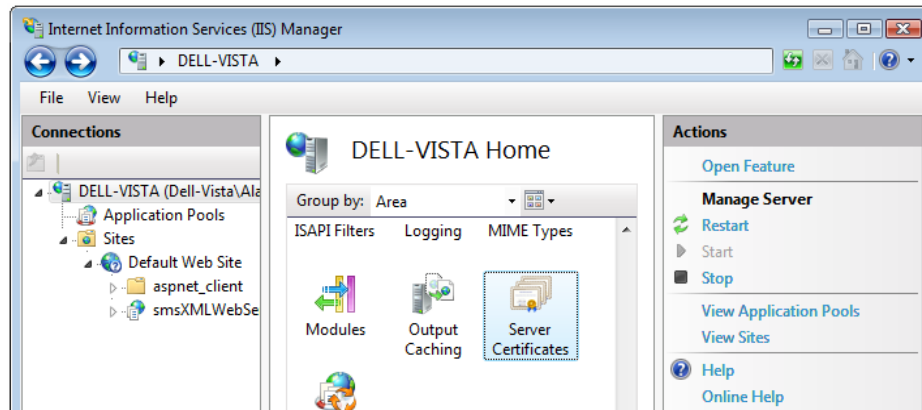 Internet Information Services (IIS) Manager
DELL-VISTA
File View Help
Connections
DELL-VISTA (Dell-Vista\Ala
Application Pools
Sites
Default Web Site
aspnet_client
smsXMLWebSe
DELL-VISTA Home
Group by: Area
ISAPI Filters Logging MIME Types
Modules
Output
Caching
Server
Certificates
Actions
Open Feature
Manage Server
Restart
Start
Stop
View Application Pools
View Sites
Help
Online Help